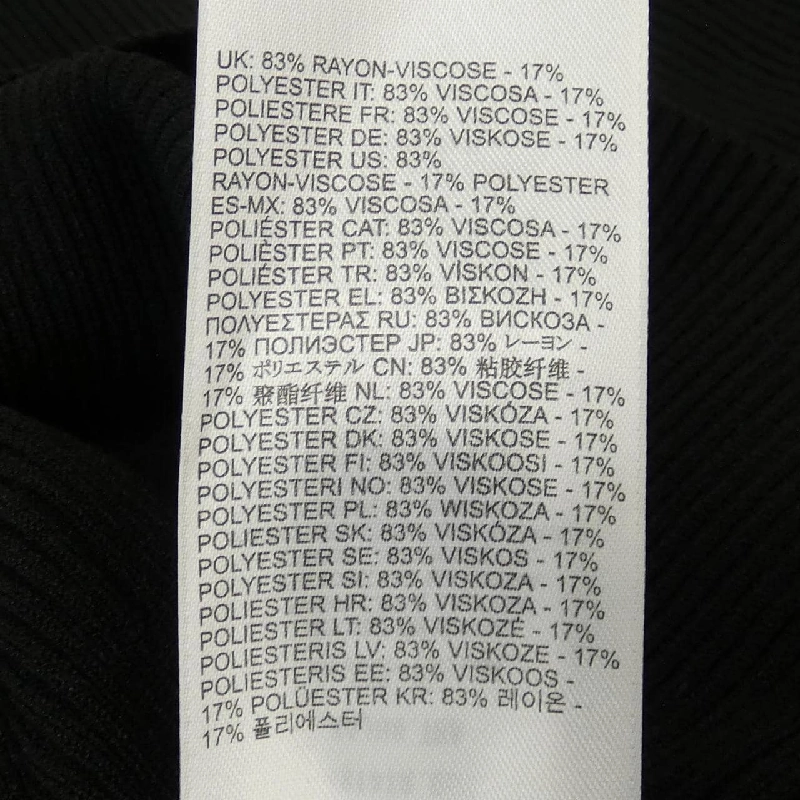 UK: 83% RAYON-VISCOSE - 17%
POLYESTER IT: 83% VISCOSA - 17%
POLIESTERE FR: 83% VISCOSE - 17%
POLYESTER DE: 83% VISKOSE - 17%
POLYESTER US: 83%
RAYON-VISCOSE - 17% POLYESTER
ES-MX: 83% VISCOSA - 17%
POLIÉSTER CAT: 83% VISCOSA - 17%
POLIÈSTER PT: 83% VISCOSE - 17%
POLIÉSTER TR: 83% VİSKON - 17%
POLYESTER EL: 83% ΒΙΣΚΟΖΗ - 17%
ΠΟΛΥΕΣΤΕΡΑΣ RU: 83% ВИСКОЗА -
17% ПОЛИЭСТЕР JP: 83% レーヨン -
17% ポリエステル CN: 83% 粘胶纤维 -
17% 聚酯纤维 NL: 83% VISCOSE - 17%
POLYESTER CZ: 83% VISKÓZA - 17%
POLYESTER DK: 83% VISKOSE - 17%
POLYESTER FI: 83% VISKOOSI - 17%
POLYESTERI NO: 83% VISKOSE - 17%
POLYESTER PL: 83% WISKOZA - 17%
POLIESTER SK: 83% VISKÓZA - 17%
POLYESTER SE: 83% VISKOS - 17%
POLYESTER SI: 83% VISKOZA - 17%
POLIESTER HR: 83% VISKOZA - 17%
POLIESTER LT: 83% VISKOZĖ - 17%
POLIESTERIS LV: 83% VISKOZE - 17%
POLIESTERIS EE: 83% VISKOOS -
17% POLÜESTER KR: 83% 레이온 -
17% 폴리에스터